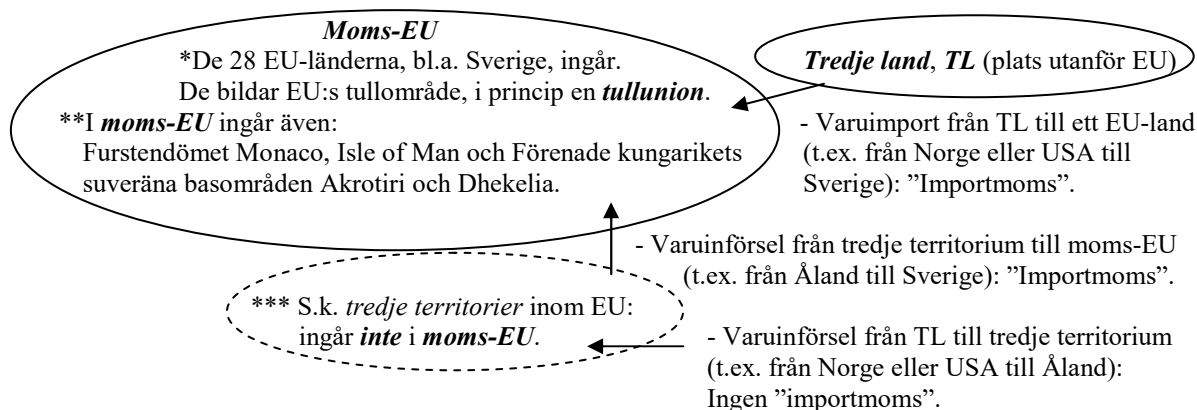 Moms-EU
*De 28 EU-länderna, bl.a. Sverige, ingår.
De bildar EU:s tullområde, i princip en tullunion.
**I moms-EU ingår även:
Furstendömet Monaco, Isle of Man och Förenade kungarikets
suveräna basområden Akrotiri och Dhekelia.
Tredje land, TL (plats utanför EU)
- Varuimport från TL till ett EU-land
(t.ex. från Norge eller USA till
Sverige): ”Importmoms”.
- Varuinförsel från tredje territorium till moms-EU
(t.ex. från Åland till Sverige): ”Importmoms”.
*** S.k. tredje territorier inom EU:
ingår inte i moms-EU.
- Varuinförsel från TL till tredje territorium
(t.ex. från Norge eller USA till Åland):
Ingen ”importmoms”.